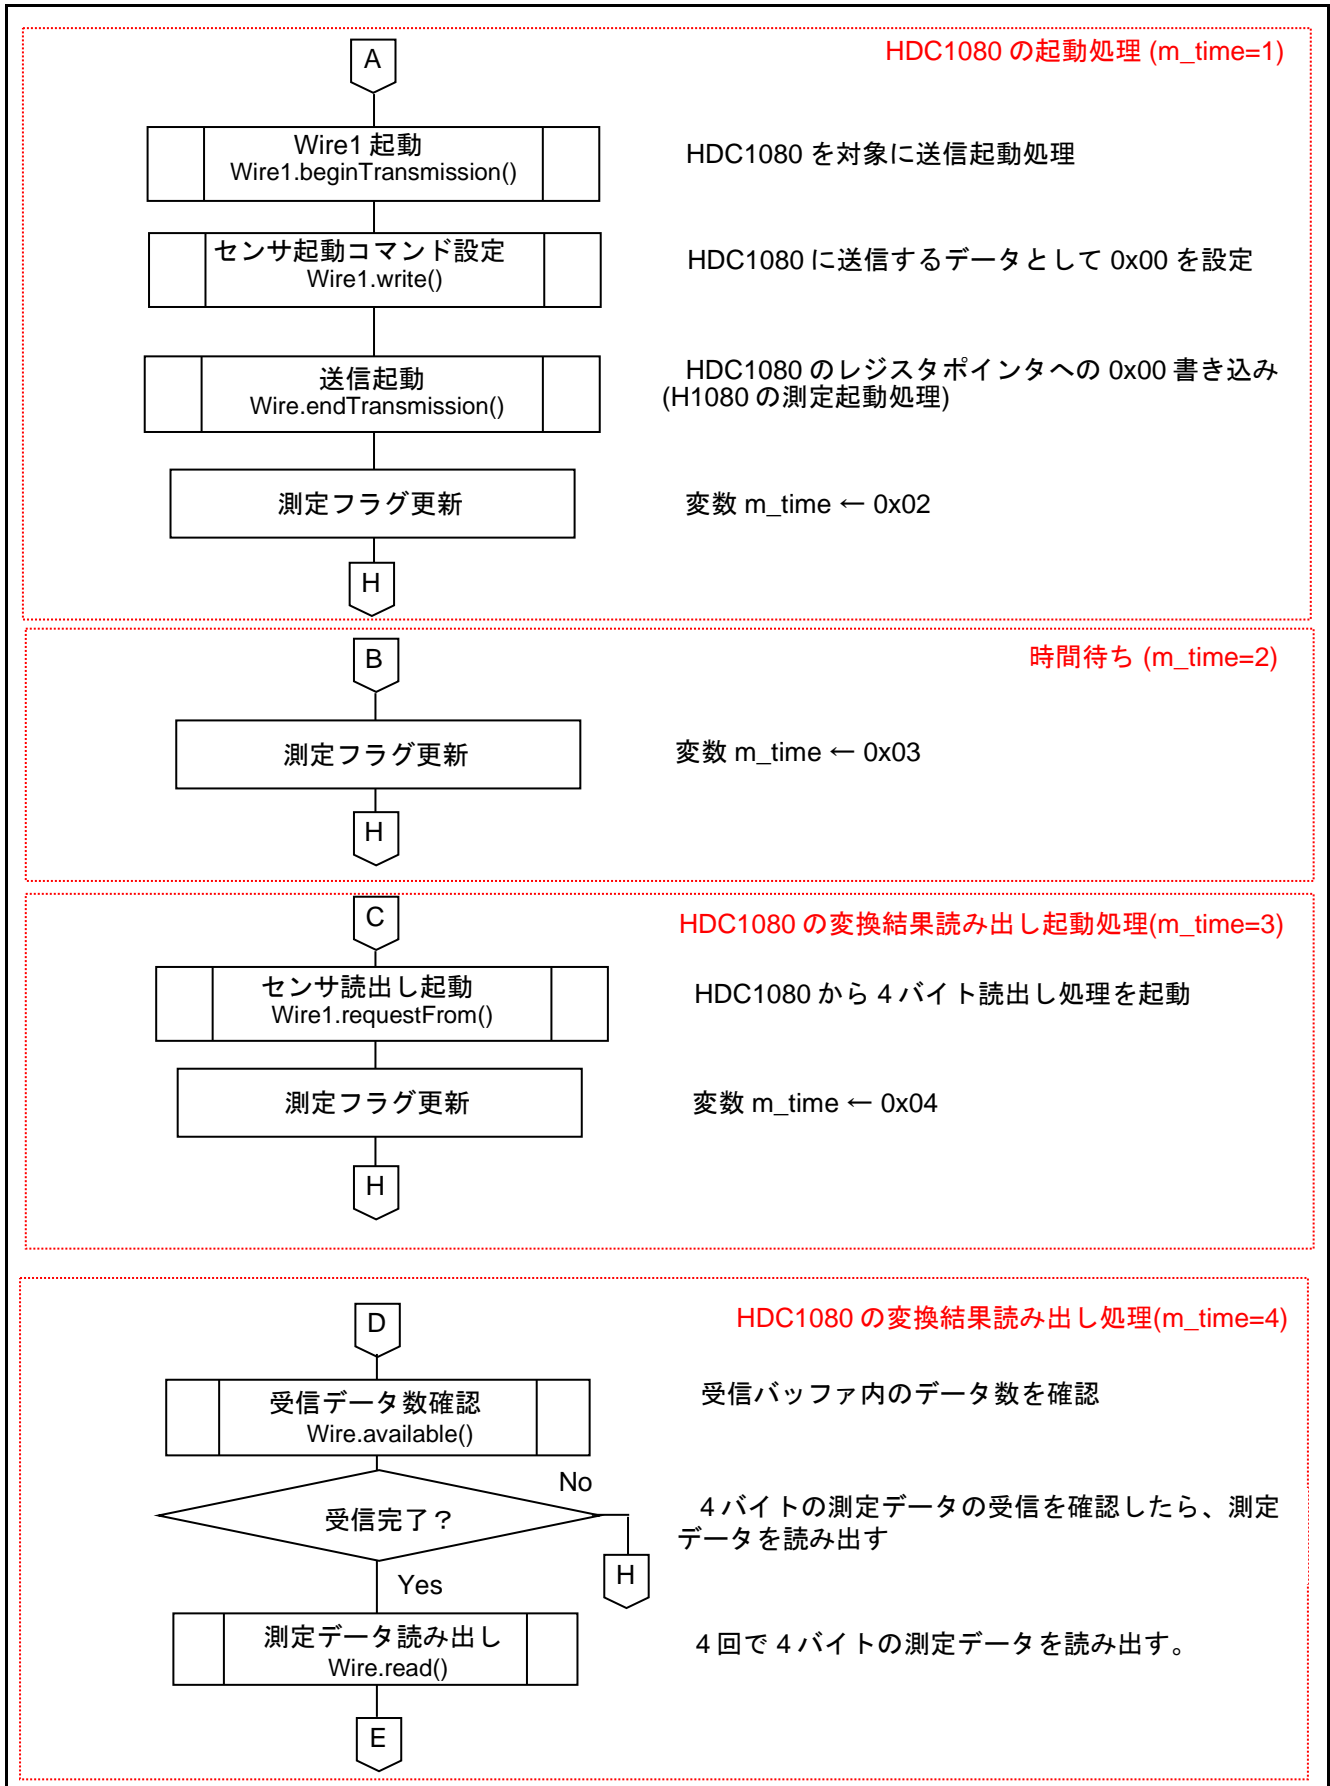 HDC1080 の起動処理 (m_time=1)
A
Wire1 起動
Wire1.beginTransmission()
HDC1080 を対象に送信起動処理
センサ起動コマンド設定
Wire1.write()
HDC1080 に送信するデータとして 0x00 を設定
送信起動
Wire.endTransmission()
HDC1080 のレジスタポインタへの 0x00 書き込み
(H1080 の測定起動処理)
測定フラグ更新
変数 m_time ← 0x02
H
B
時間待ち (m_time=2)
測定フラグ更新
変数 m_time ← 0x03
H
C
HDC1080 の変換結果読み出し起動処理(m_time=3)
センサ読出し起動
Wire1.requestFrom()
HDC1080 から 4 バイト読出し処理を起動
測定フラグ更新
変数 m_time ← 0x04
H
D
HDC1080 の変換結果読み出し処理(m_time=4)
受信データ数確認
Wire.available()
受信バッファ内のデータ数を確認
No
受信完了？
4 バイトの測定データの受信を確認したら、測定
データを読み出す
H
Yes
測定データ読み出し
Wire.read()
4 回で 4 バイトの測定データを読み出す。
E